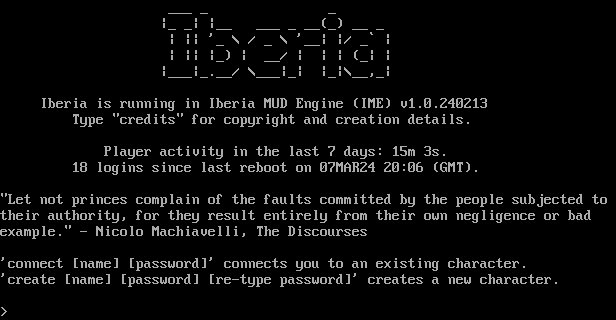 Iberia
Iberia is running in Iberia MUD Engine (IME) v1.0.240213
Type "credits" for copyright and creation details.
Player activity in the last 7 days: 15m 3s.
18 logins since last reboot on 07MAR24 20:06 (GMT).
"Let not princes complain of the faults committed by the people subjected to
their authority, for they result entirely from their own negligence or bad
example." - Nicolo Machiavelli, The Discourses
'connect [name] [password]' connects you to an existing character.
'create [name] [password] [re-type password]' creates a new character.
>